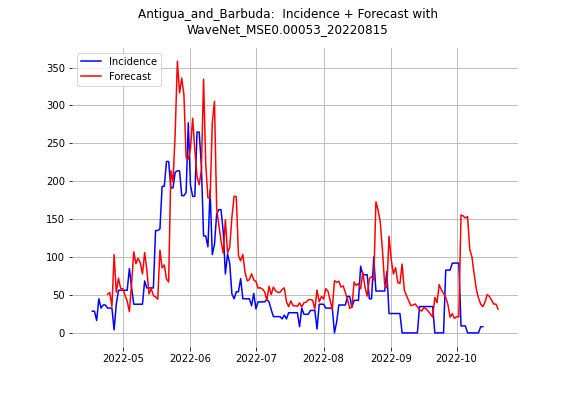 Antigua_and_Barbuda:  Incidence + Forecast with
WaveNet_MSE0.00053_20220815
Incidence
Forecast
350
300
250
200
150
100
50
0
2022-05 2022-06 2022-07 2022-08 2022-09 2022-10